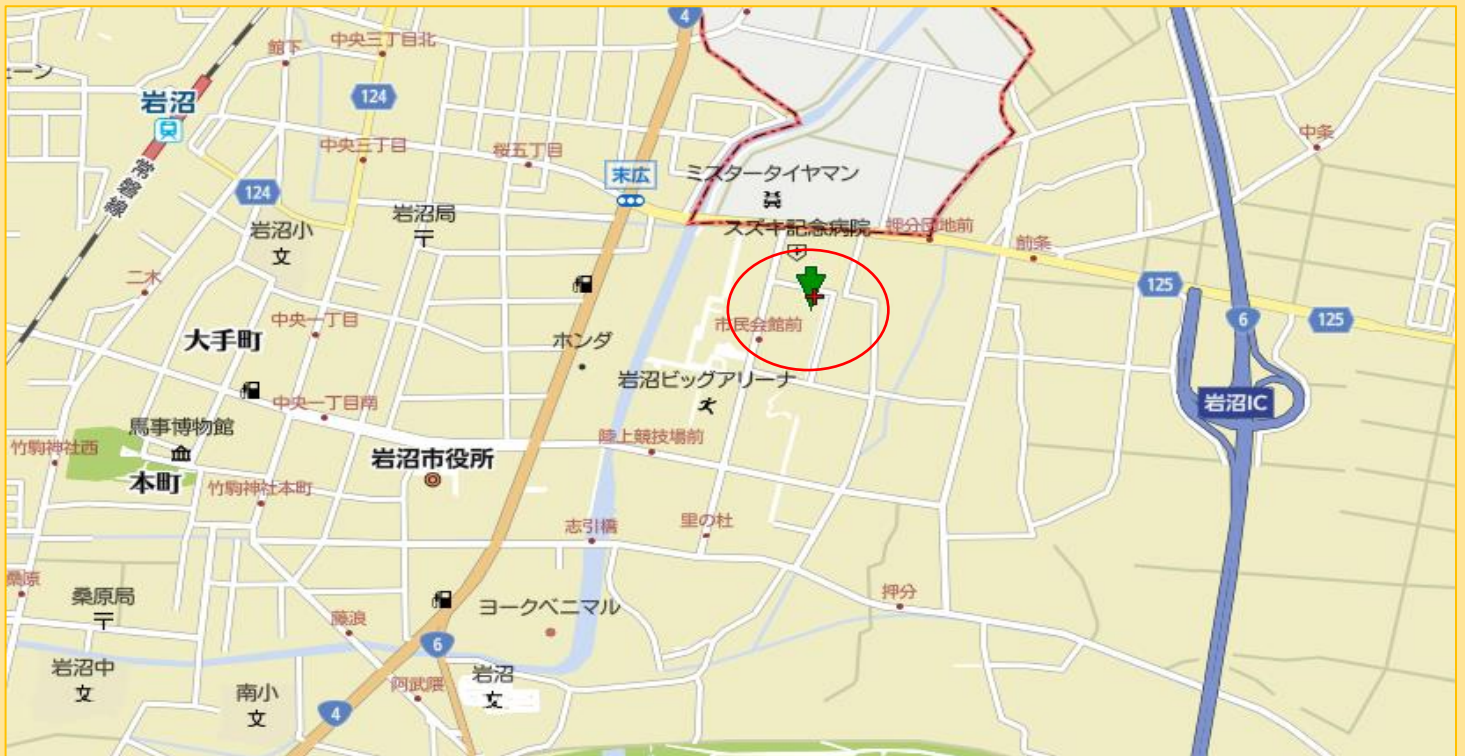 4
中央三丁目北
館下
ェーン
124
岩沼
中央三丁目
桜五丁目
中条
末広
ミスタータイヤマン
常磐線
124
岩沼局
岩沼小
文
スズキ記念病院
押分団地前
前条
二木
125
中央一丁目
市民会館前
6
125
大手町
ホンダ
岩沼ビッグアリーナ
中央一丁目南
岩沼IC
馬事博物館
竹駒神社西
陸上競技場前
岩沼市役所
本町
竹駒神社本町
志引橋
里の杜
桑原
桑原局
ヨークベニマル
押分
藤浪
6
岩沼中
文
岩沼
文
南小
文
阿武隈
4